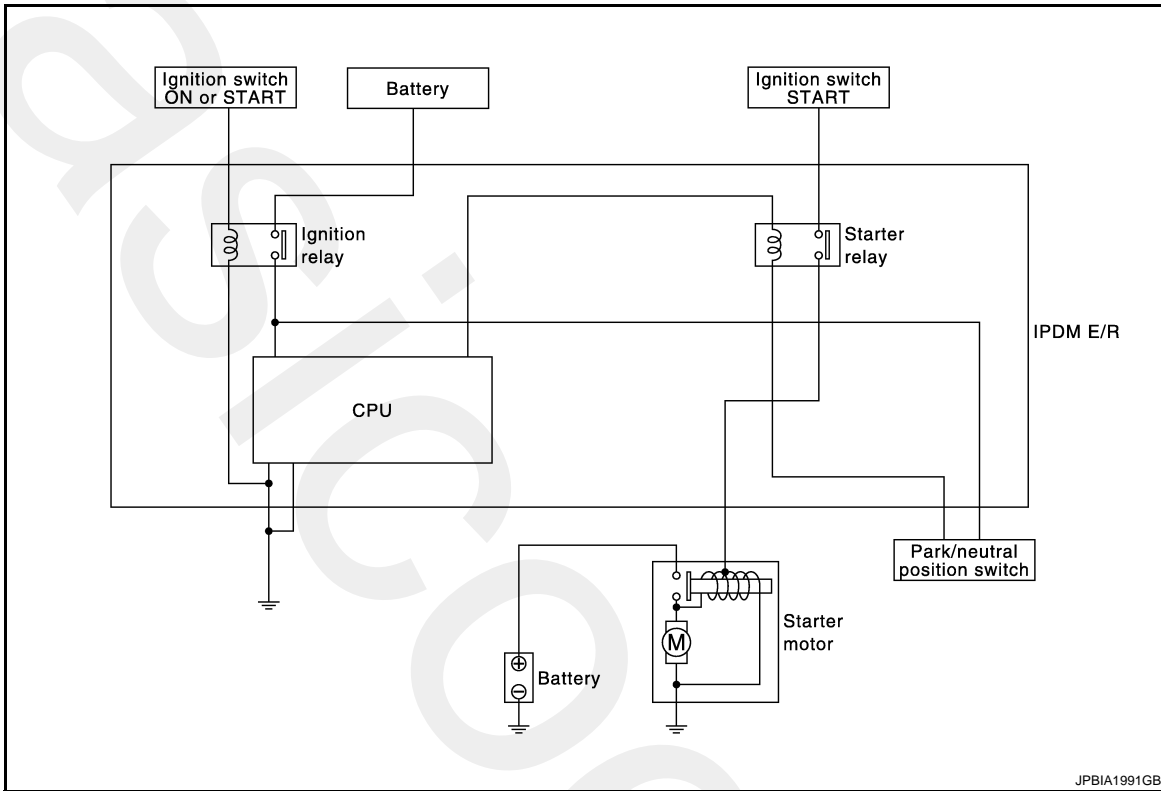 Ignition switch
ON or START
Battery
Ignition switch
START
Ignition
relay
Starter
relay
IPDM E/R
CPU
Park/neutral
position switch
Starter
motor
M
Battery
JPBIA1991GB